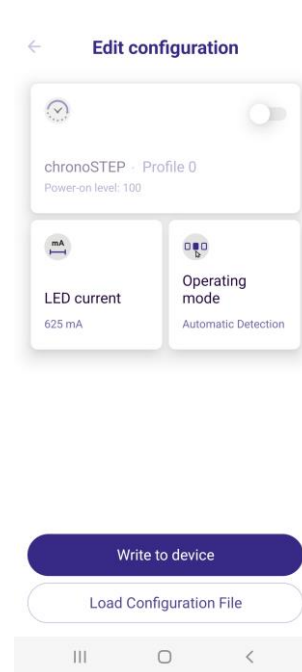 Edit configuration
chronoSTEP · Profile 0
Power-on level: 100
mA
LED current
625 mA
Operating
mode
Automatic Detection
Write to device
Load Configuration File